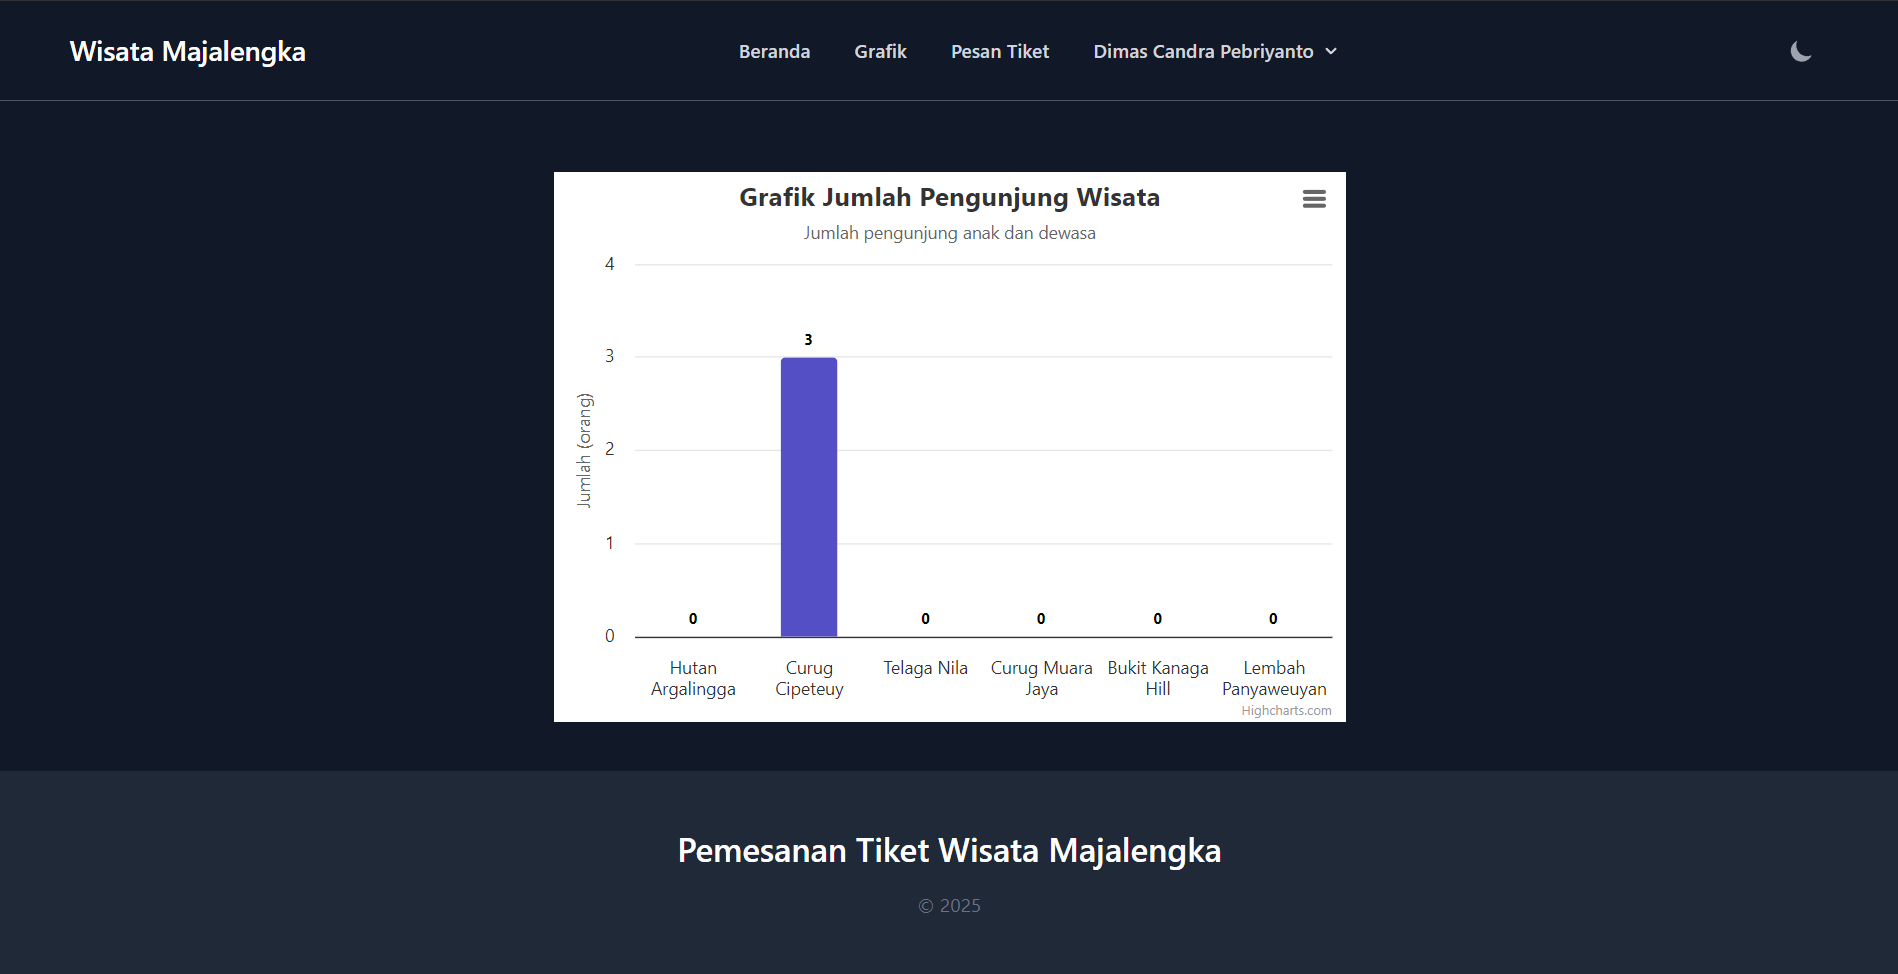 Wisata Majalengka
Beranda
Grafik
Pesan Tiket
Dimas Candra Pebriyanto
Grafik Jumlah Pengunjung Wisata
Jumlah pengunjung anak dan dewasa
Jumlah (orang)
4
3
2
1
0
0
3
0
0
0
0
Hutan
Argalingga
Curug
Cipeteuy
Telaga Nila
Curug Muara
Jaya
Bukit Kanaga
Hill
Lembah
Panyaweuyan
Highcharts.com
Pemesanan Tiket Wisata Majalengka
© 2025